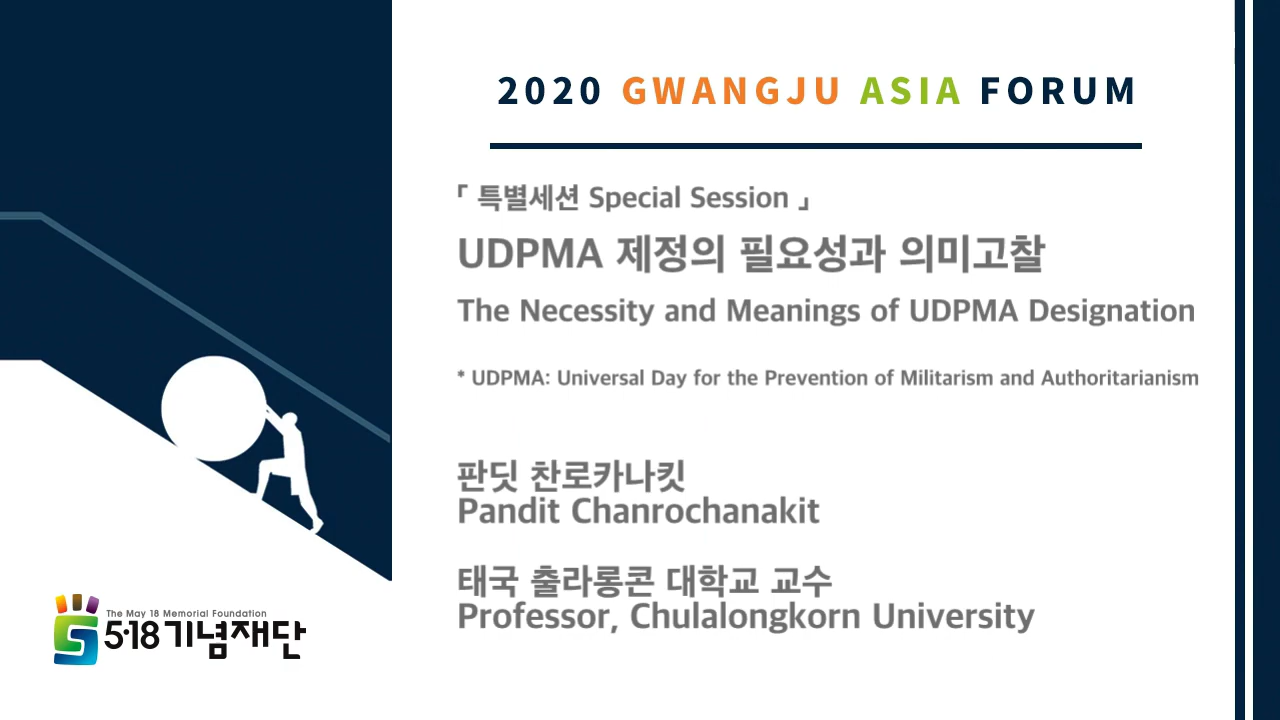 2020 GWANGJU ASIA FORUM
「 특별세션 Special Session 」
UDPMA 제정의 필요성과 의미고찰
The Necessity and Meanings of UDPMA Designation
* UDPMA: Universal Day for the Prevention of Militarism and Authoritarianism
판딧 찬로카나킷
Pandit Chanrochanakit
태국 출라롱콘 대학교 교수
Professor, Chulalongkorn University
The May 18 Memorial Foundation
5·18 기념재단